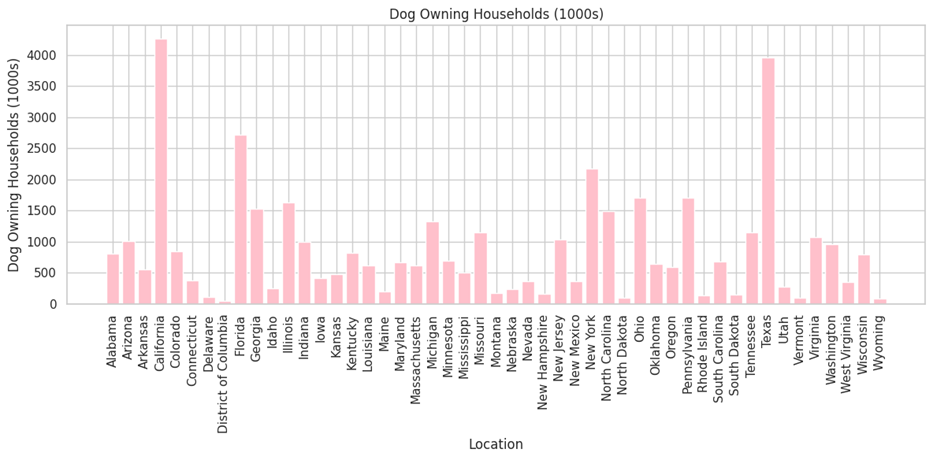 Dog Owning Households (1000s)
Dog Owning Households (1000s)
4000
3500
3000
2500
2000
1500
1000
500
0
Alabama
Arizona
Arkansas
California
Colorado
Connecticut
Delaware
District of Columbia
Florida
Georgia
Idaho
Illinois
Indiana
Iowa
Kansas
Kentucky
Louisiana
Maine
Maryland
Massachusetts
Michigan
Minnesota
Mississippi
Missouri
Montana
Nebraska
Nevada
New Hampshire
New Jersey
New Mexico
New York
North Carolina
North Dakota
Ohio
Oklahoma
Oregon
Pennsylvania
Rhode Island
South Carolina
South Dakota
Tennessee
Texas
Utah
Vermont
Virginia
Washington
West Virginia
Wisconsin
Wyoming
Location